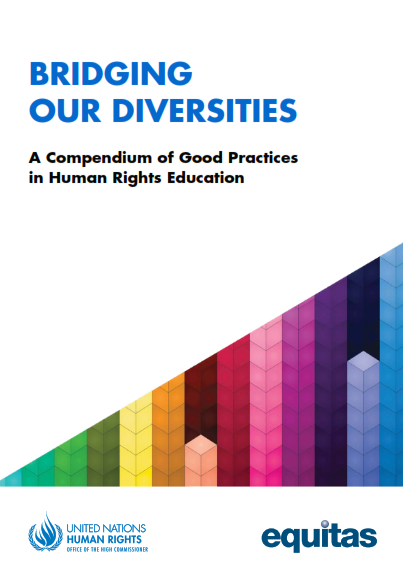 BRIDGING
OUR DIVERSITIES
A Compendium of Good Practices
in Human Rights Education
UNITED NATIONS
HUMAN RIGHTS
OFFICE OF THE HIGH COMMISSIONER
equitas